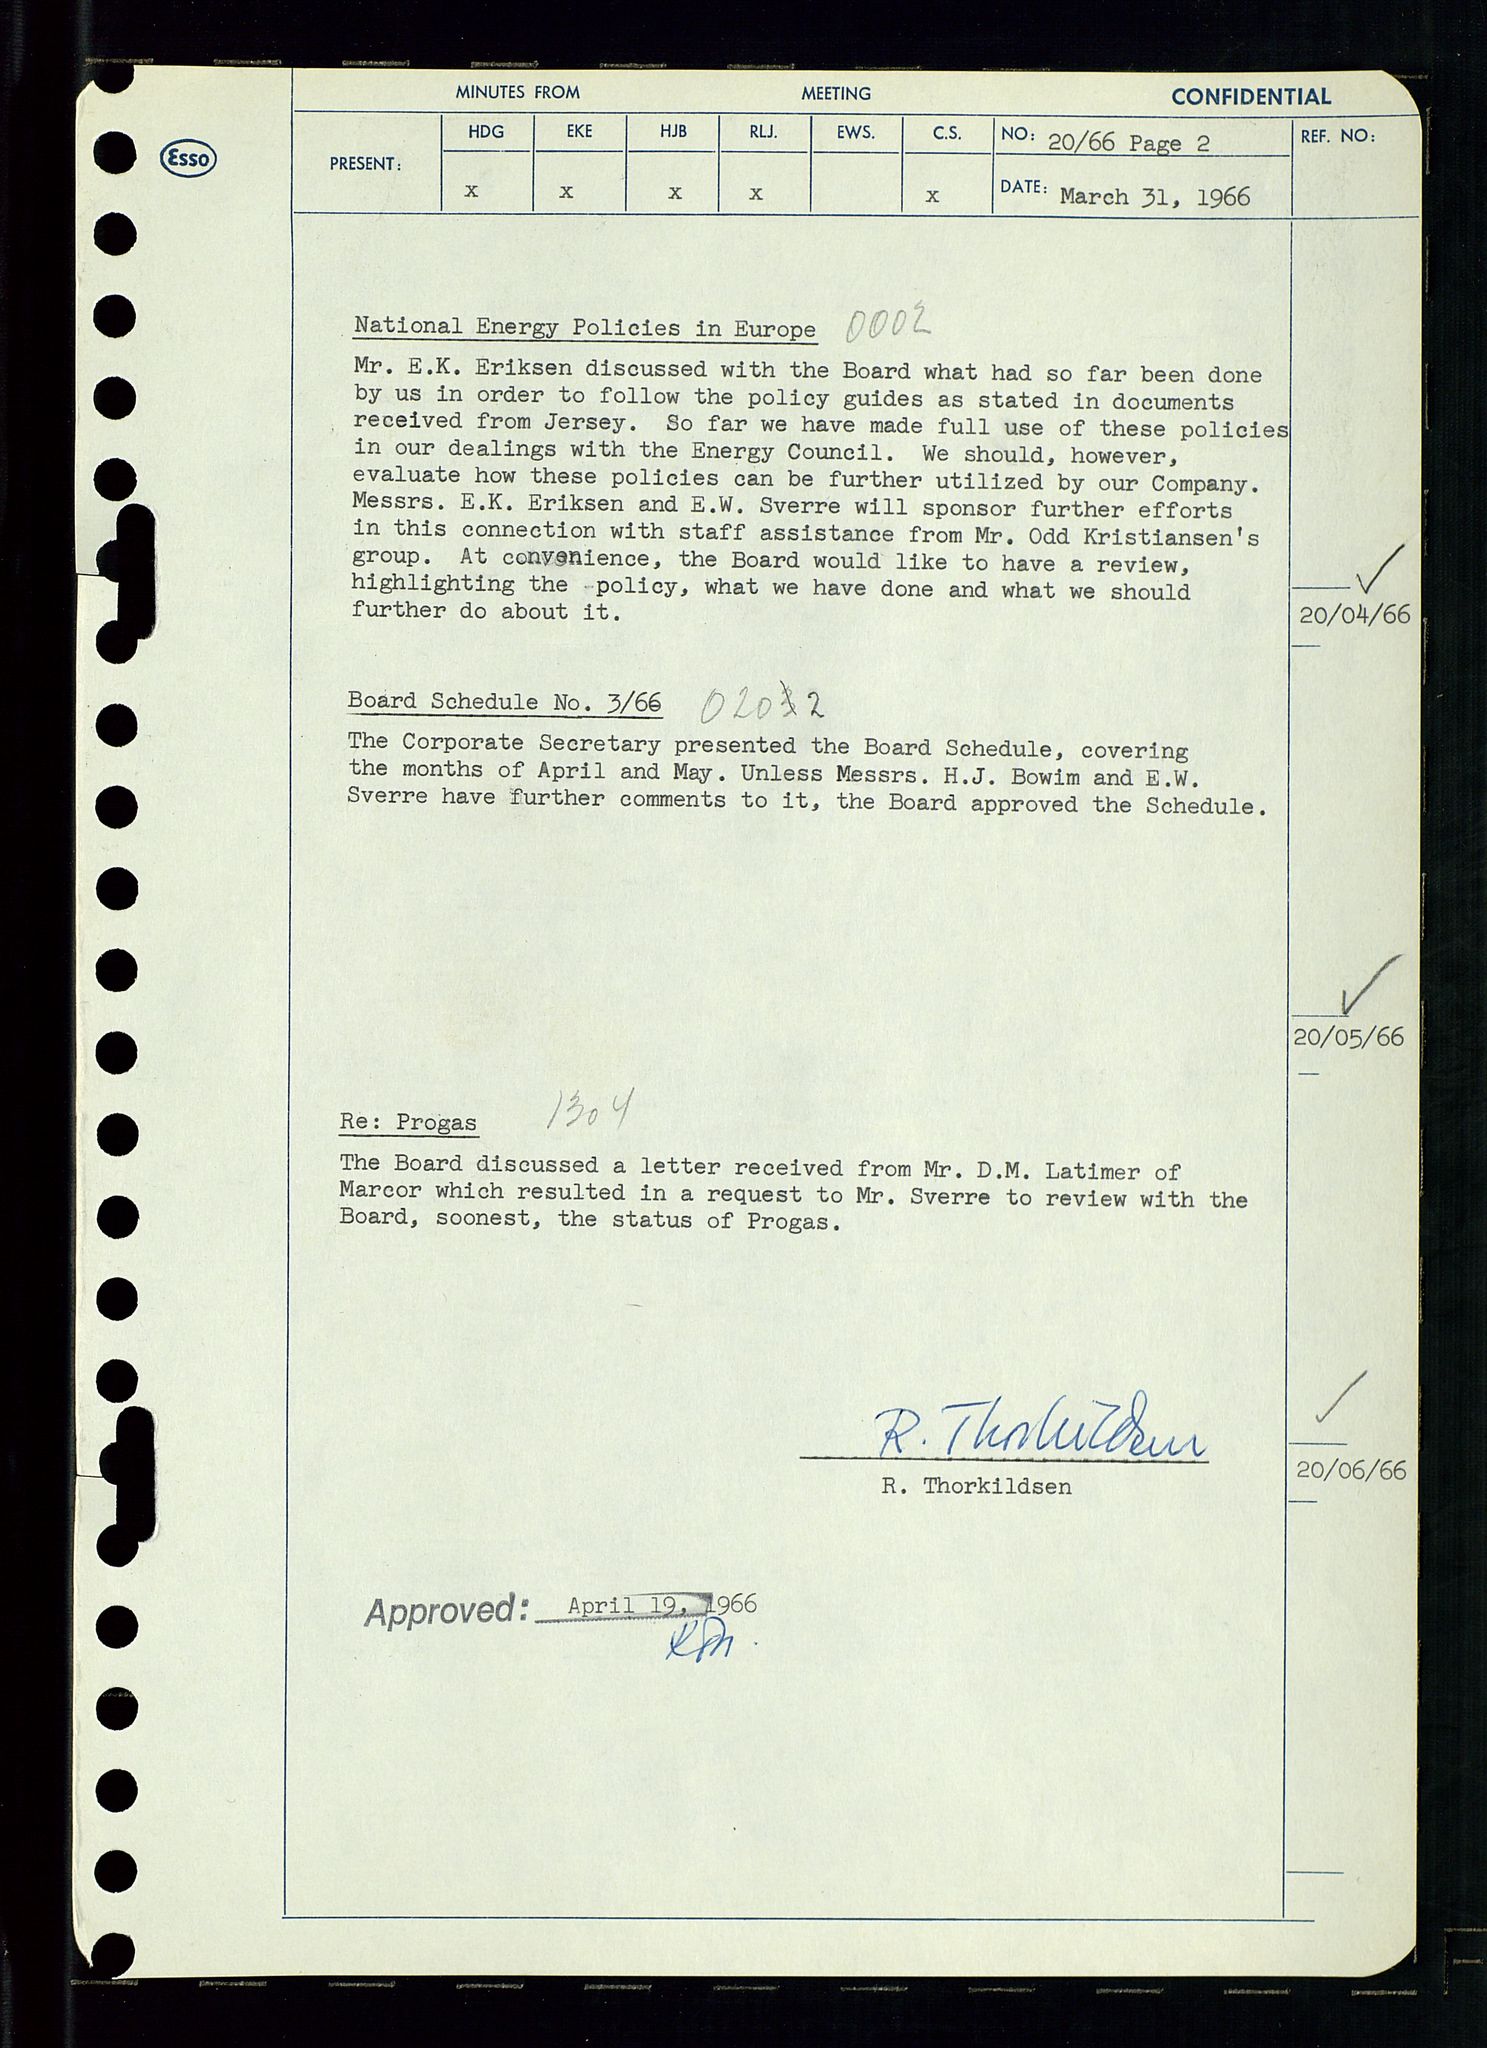 MINUTES FROM MEETING CONFIDENTIAL
Esso
PRESENT: HDG EKE HJB RLJ. EWS. C.S. NO: 20/66 Page 2 REF. NO:
x x x x x DATE: March 31, 1966
National Energy Policies in Europe 0002
Mr. E.K. Eriksen discussed with the Board what had so far been done
by us in order to follow the policy guides as stated in documents
received from Jersey. So far we have made full use of these policies
in our dealings with the Energy Council. We should, however,
evaluate how these policies can be further utilized by our Company.
Messrs. E.K. Eriksen and E.W. Sverre will sponsor further efforts
in this connection with staff assistance from Mr. Odd Kristiansen's
group. At convenience, the Board would like to have a review,
highlighting the policy, what we have done and what we should
further do about it.
20/04/66
Board Schedule No. 3/66 0202
The Corporate Secretary presented the Board Schedule, covering
the months of April and May. Unless Messrs. H.J. Bowim and E.W.
Sverre have further comments to it, the Board approved the Schedule.
20/05/66
Re: Progas 1304
The Board discussed a letter received from Mr. D.M. Latimer of
Marcor which resulted in a request to Mr. Sverre to review with the
Board, soonest, the status of Progas.
R. Thorkildsen
R. Thorkildsen
20/06/66
Approved: April 19, 1966